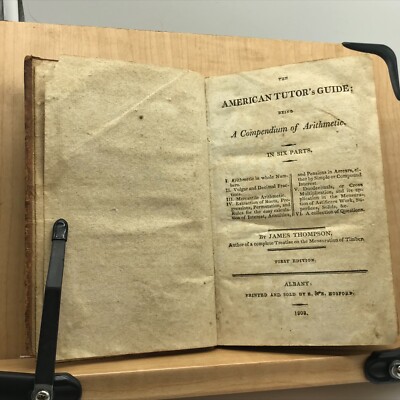 THE
AMERICAN TUTOR's GUIDE;
BEING
A Compendium of Arithmetic.
IN SIX PARTS,
I. Arithmetic in whole Num-
bers.
II. Vulgar and Decimal Frac-
tions.
III. Mercantile Arithmetic.
IV. Extraction of Roots, Pro-
gressions, Permutation, and
Rules for the easy calcula-
tion of Interest, Annuities,
and Pensions in Arrears, ei-
ther by Simple or Compound
Interest.
V. Duodecimals, or Cross
Multiplication, and its ap-
plication in the Mensura-
tion of Artificers Work,
Solids, &c.
VI. A collection of Questions.
BY JAMES THOMPSON,
Author of a complete Treatise on the Mensuration of Timber.
FIRST EDITION.
ALBANY:
PRINTED AND SOLD BY E. & E. HOSFORD.
1808.